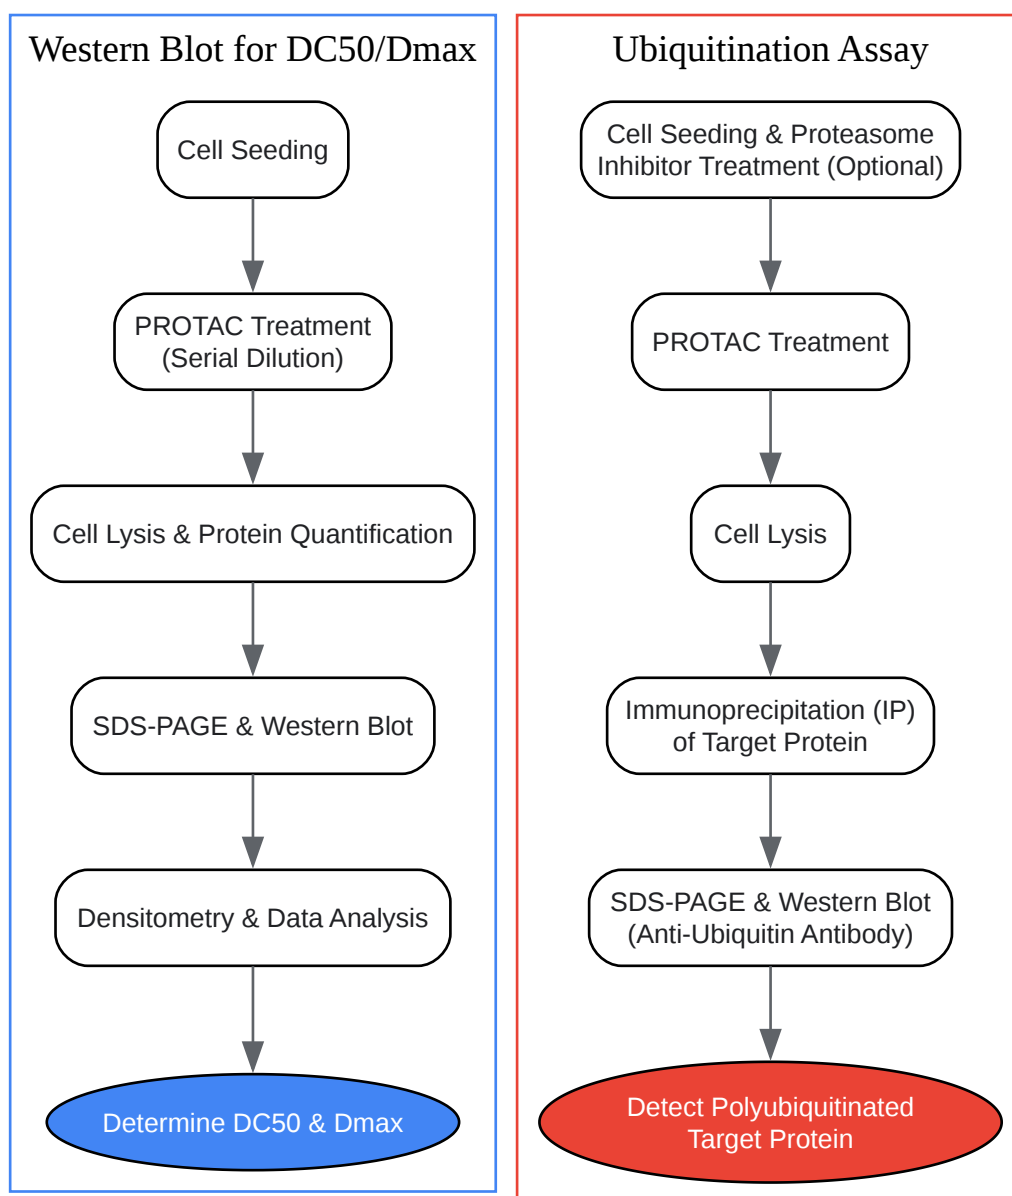 Western Blot for DC50/Dmax
Cell Seeding
PROTAC Treatment
(Serial Dilution)
Cell Lysis & Protein Quantification
SDS-PAGE & Western Blot
Densitometry & Data Analysis
Determine DC50 & Dmax
Ubiquitination Assay
Cell Seeding & Proteasome
Inhibitor Treatment (Optional)
PROTAC Treatment
Cell Lysis
Immunoprecipitation (IP)
of Target Protein
SDS-PAGE & Western Blot
(Anti-Ubiquitin Antibody)
Detect Polyubiquitinated
Target Protein